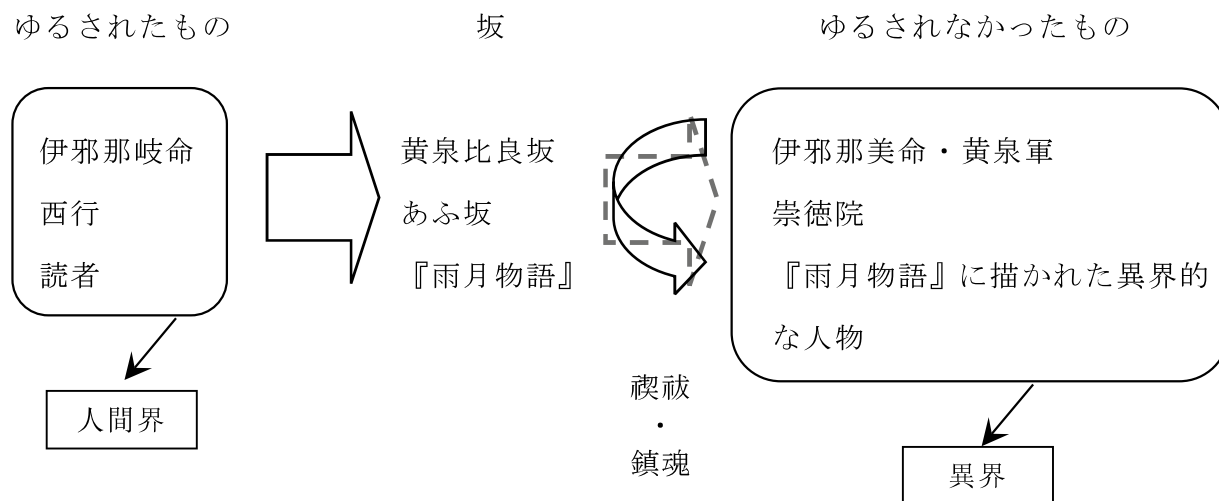 ゆるされたもの
坂
ゆるされなかったもの
伊邪那岐命
西行
読者
黄泉比良坂
あふ坂
『雨月物語』
伊邪那美命・黄泉軍
崇徳院
『雨月物語』に描かれた異界的
な人物
人間界
禊祓
・
鎮魂
異界